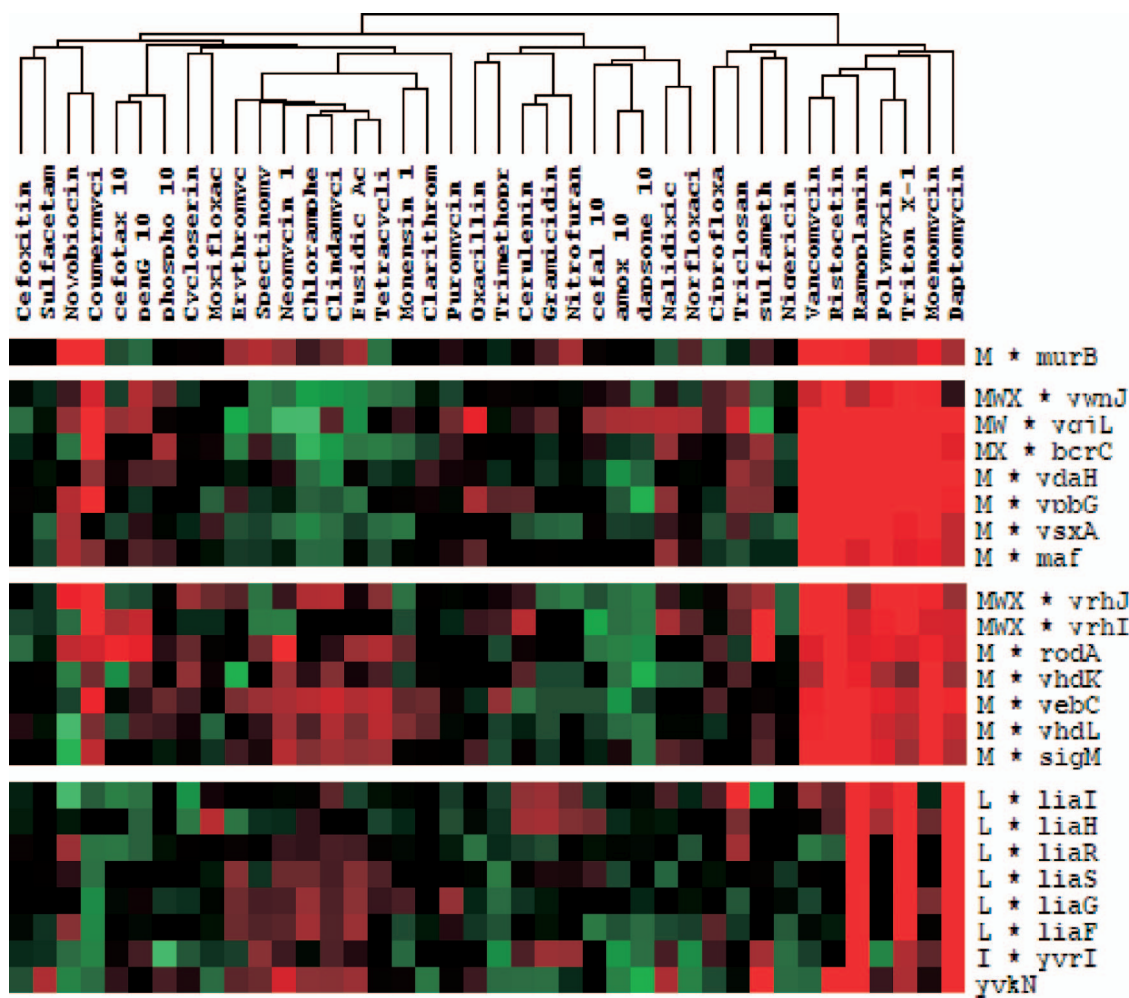 Cefoxitin
Sulfacetam
Novobiocin
Coumermyci
cefotax 10
penG 10
phospho 10
Cycloserin
Moxifloxac
Erythromyc
Spectinomy
Neomycin 1
Chloramphe
Clindamyci
Fusidic Ac
Tetracycli
Monensin 1
Clarithrom
Puromycin
Oxacillin
Trimethopr
Cerulenin
Gramicidin
Nitrofuran
cefal 10
amox 10
dapsone 10
Nalidixic
Norfloxaci
Ciprofloxa
Triclosan
sulfameth
Nigericin
Vancomycin
Ristocetin
Ramoplanin
Polymyxin
Triton X-1
Moenomycin
Daptomycin
M * murB
MWX * ywnJ
MW * yqjL
MX * bcrC
M * ydaH
M * ypbG
M * ysxA
M * maf
MWX * yrhJ
MWX * yrhI
M * rodA
M * yhdK
M * yebC
M * yhdL
M * sigM
L * liaI
L * liaH
L * liaR
L * liaS
L * liaG
L * liaF
I * yvrI
yvkN